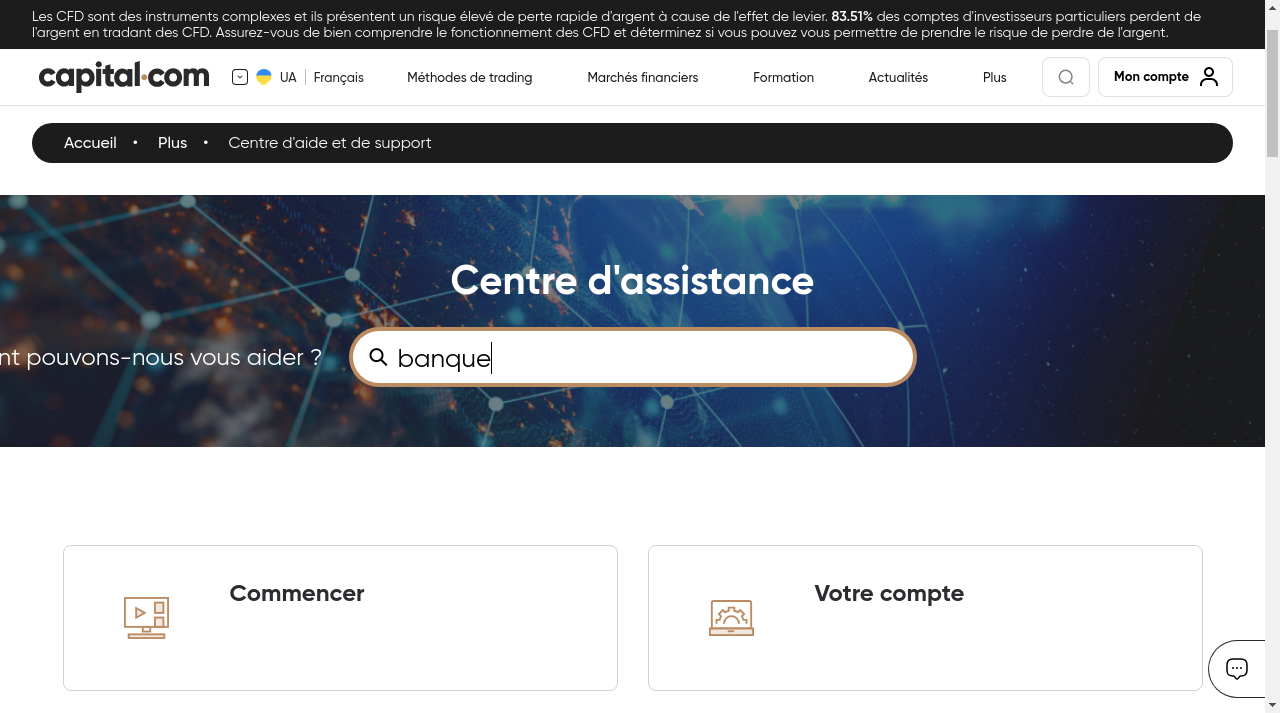 Les CFD sont des instruments complexes et ils présentent un risque élevé de perte rapide d'argent à cause de l'effet de levier. 83.51% des comptes d'investisseurs particuliers perdent de
l'argent en tradant des CFD. Assurez-vous de bien comprendre le fonctionnement des CFD et déterminez si vous pouvez vous permettre de prendre le risque de perdre de l'argent.
capital.com UA Français Méthodes de trading Marchés financiers Formation Actualités Plus Mon compte
Accueil • Plus • Centre d'aide et de support
Centre d'assistance
nt pouvons-nous vous aider ? banque
Commencer Votre compte